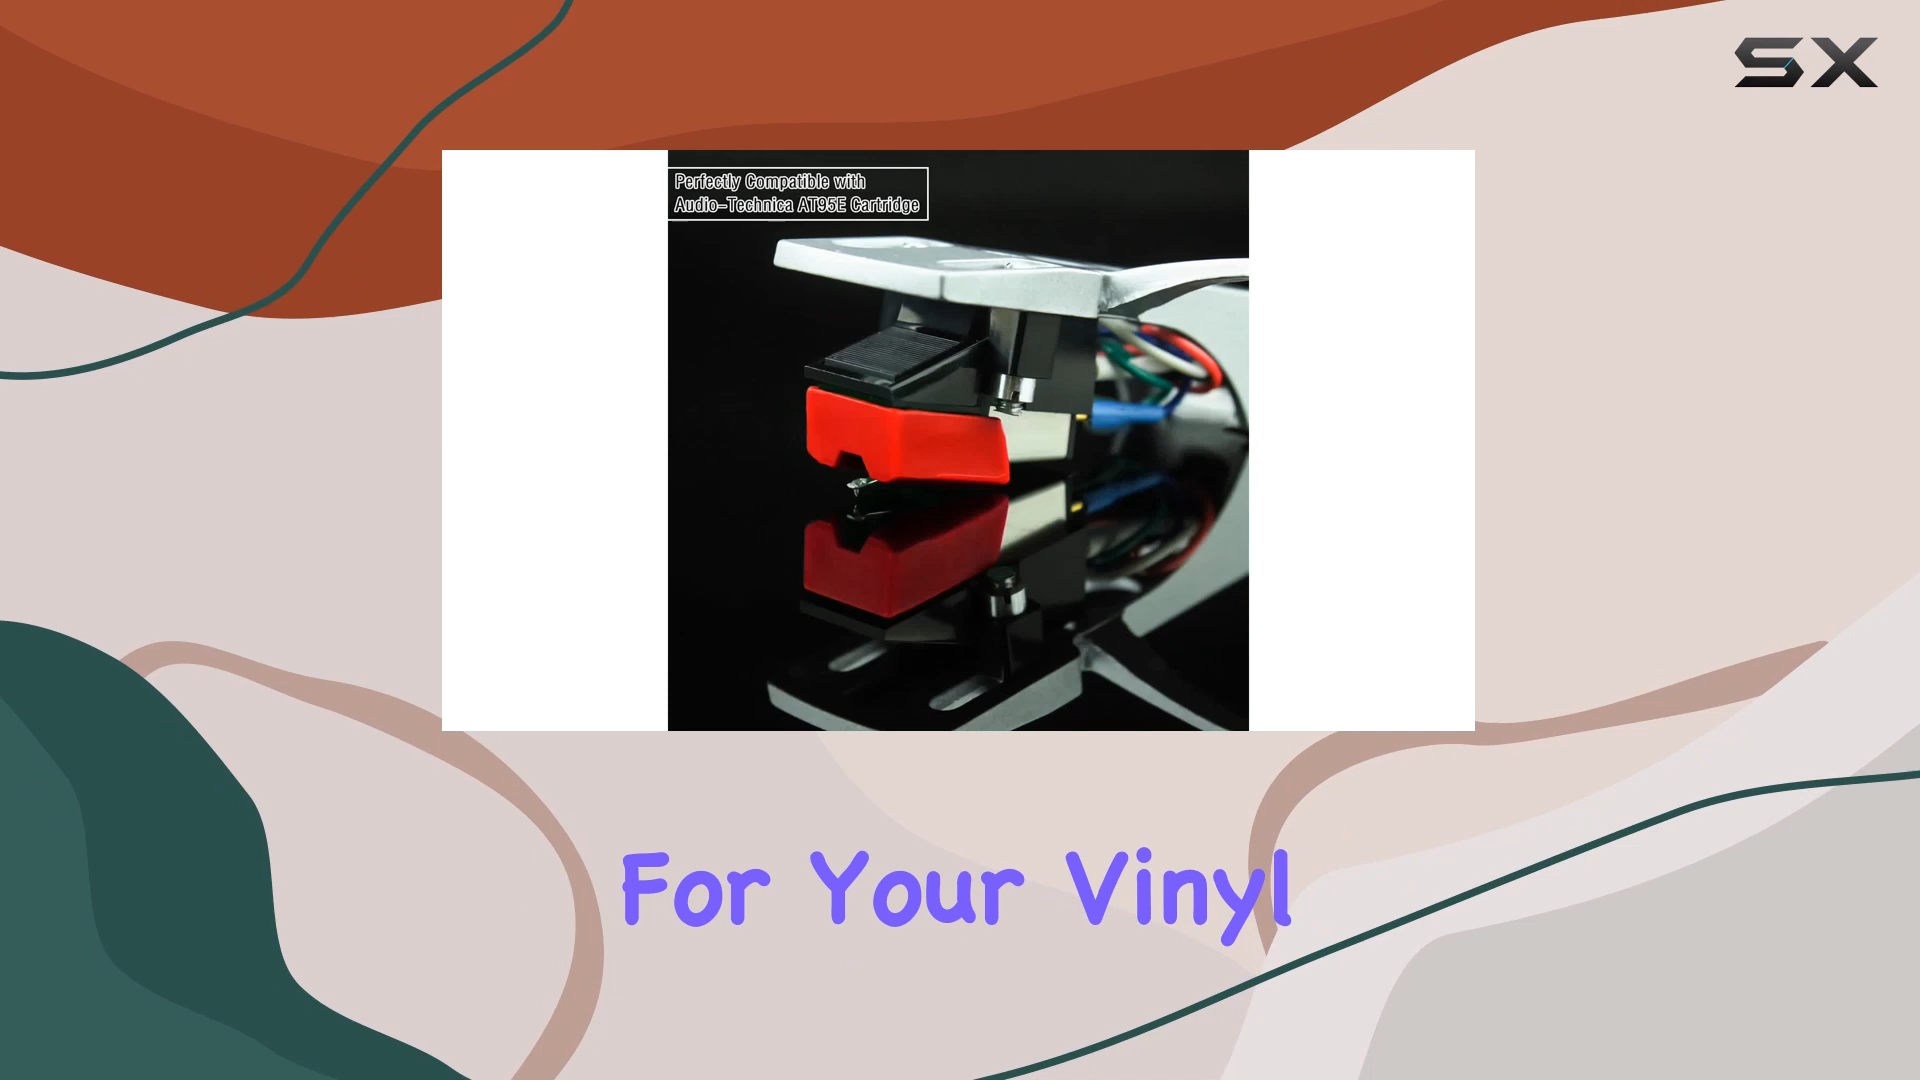 SX
Perfectly Compatible with
Audio-Technica AT95E Cartridge
For Your Vinyl